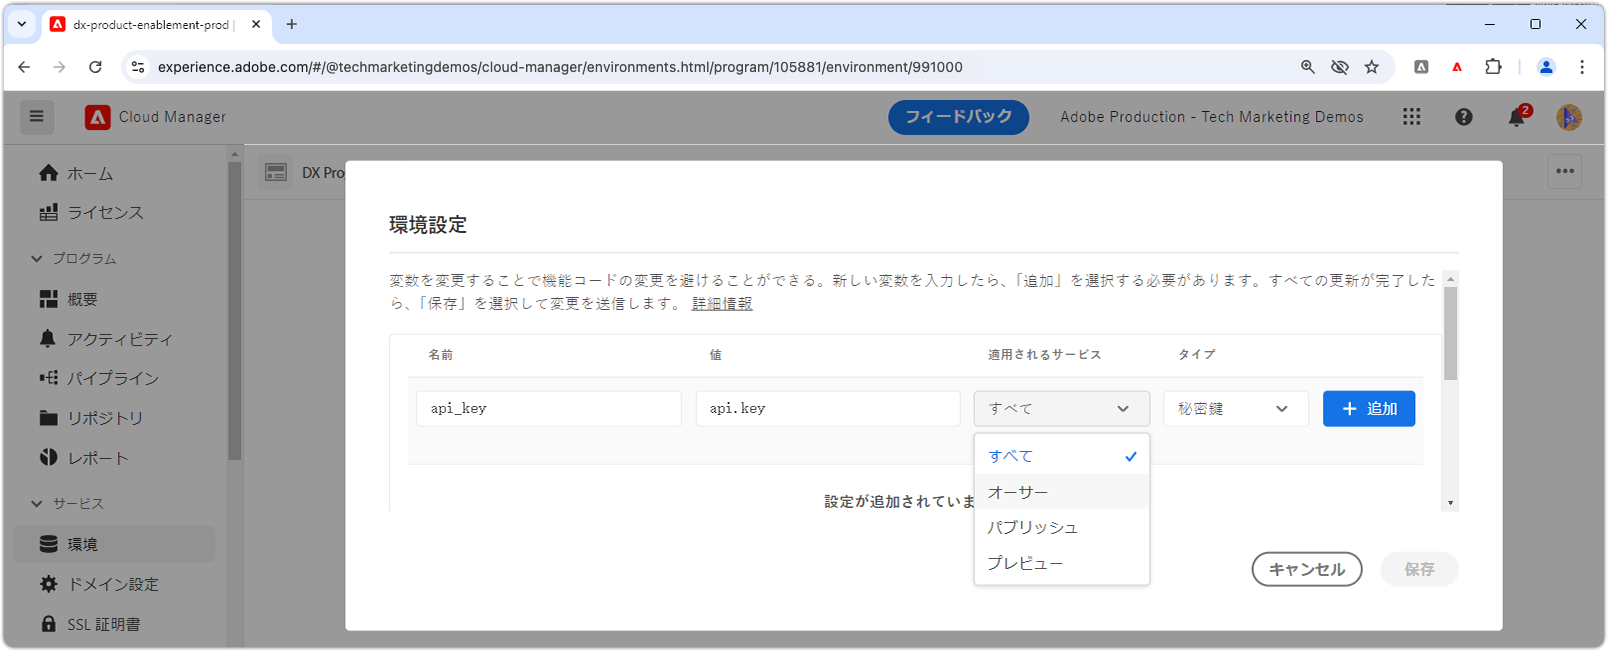 dx-product-enablement-prod |
experience.adobe.com/#/@techmarketingdemos/cloud-manager/environments.html/program/105881/environment/991000
Cloud Manager
フィードバック
Adobe Production - Tech Marketing Demos
2
ホーム
ライセンス
プログラム
概要
アクティビティ
パイプライン
リポジトリ
レポート
サービス
環境
ドメイン設定
SSL 証明書
DX Pro
環境設定
変数を変更することで機能コードの変更を避けることができる。新しい変数を入力したら、「追加」を選択する必要があります。すべての更新が完了した
ら、「保存」を選択して変更を送信します。 詳細情報
名前 値 適用されるサービス タイプ
api_key api.key すべて 秘密鍵 + 追加
すべて
オーサー
パブリッシュ
プレビュー
設定が追加されていま
キャンセル 保存